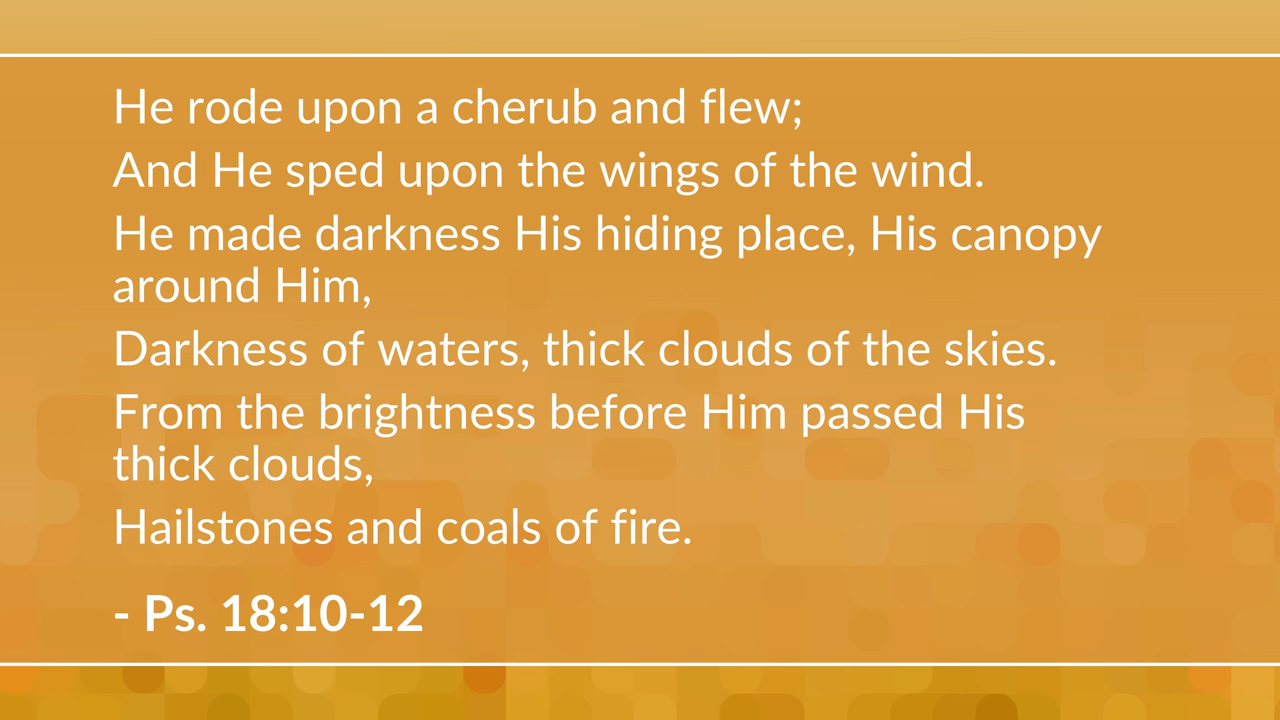 He rode upon a cherub and flew;
And He sped upon the wings of the wind.
He made darkness His hiding place, His canopy
around Him,
Darkness of waters, thick clouds of the skies.
From the brightness before Him passed His
thick clouds,
Hailstones and coals of fire.
- Ps. 18:10-12